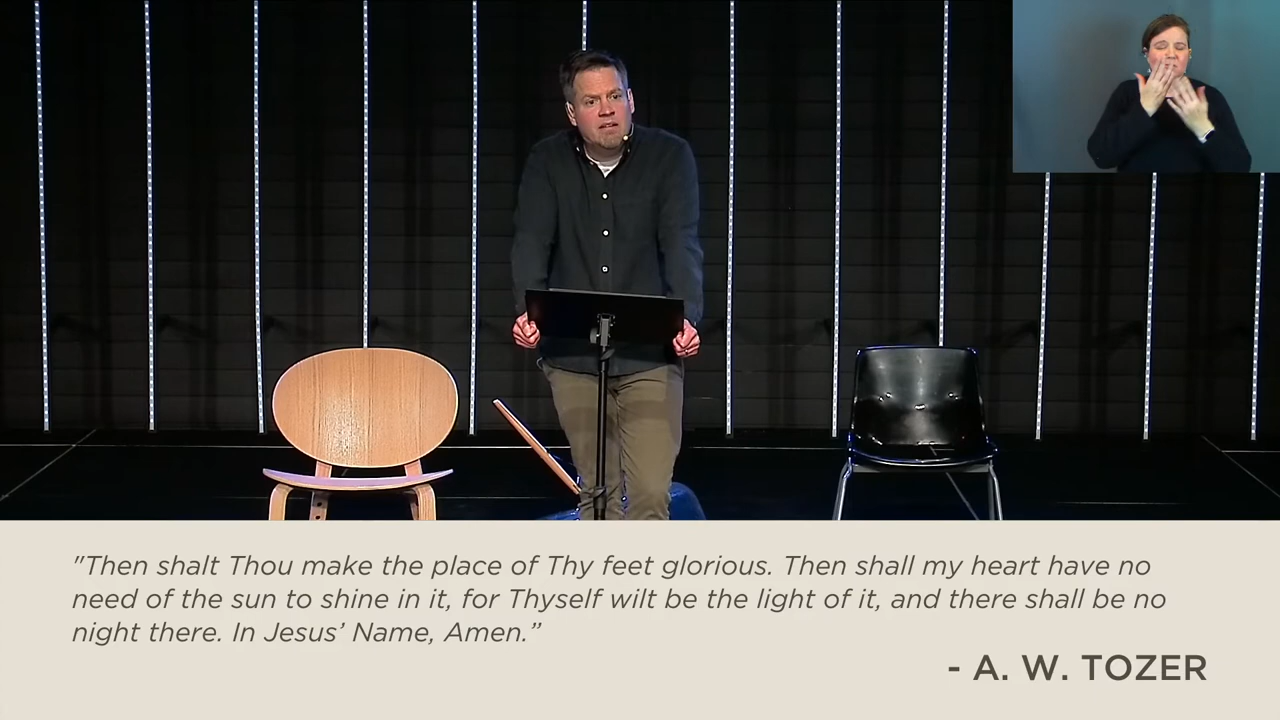 "Then shalt Thou make the place of Thy feet glorious. Then shall my heart have no
need of the sun to shine in it, for Thyself wilt be the light of it, and there shall be no
night there. In Jesus’ Name, Amen.”
- A. W. TOZER